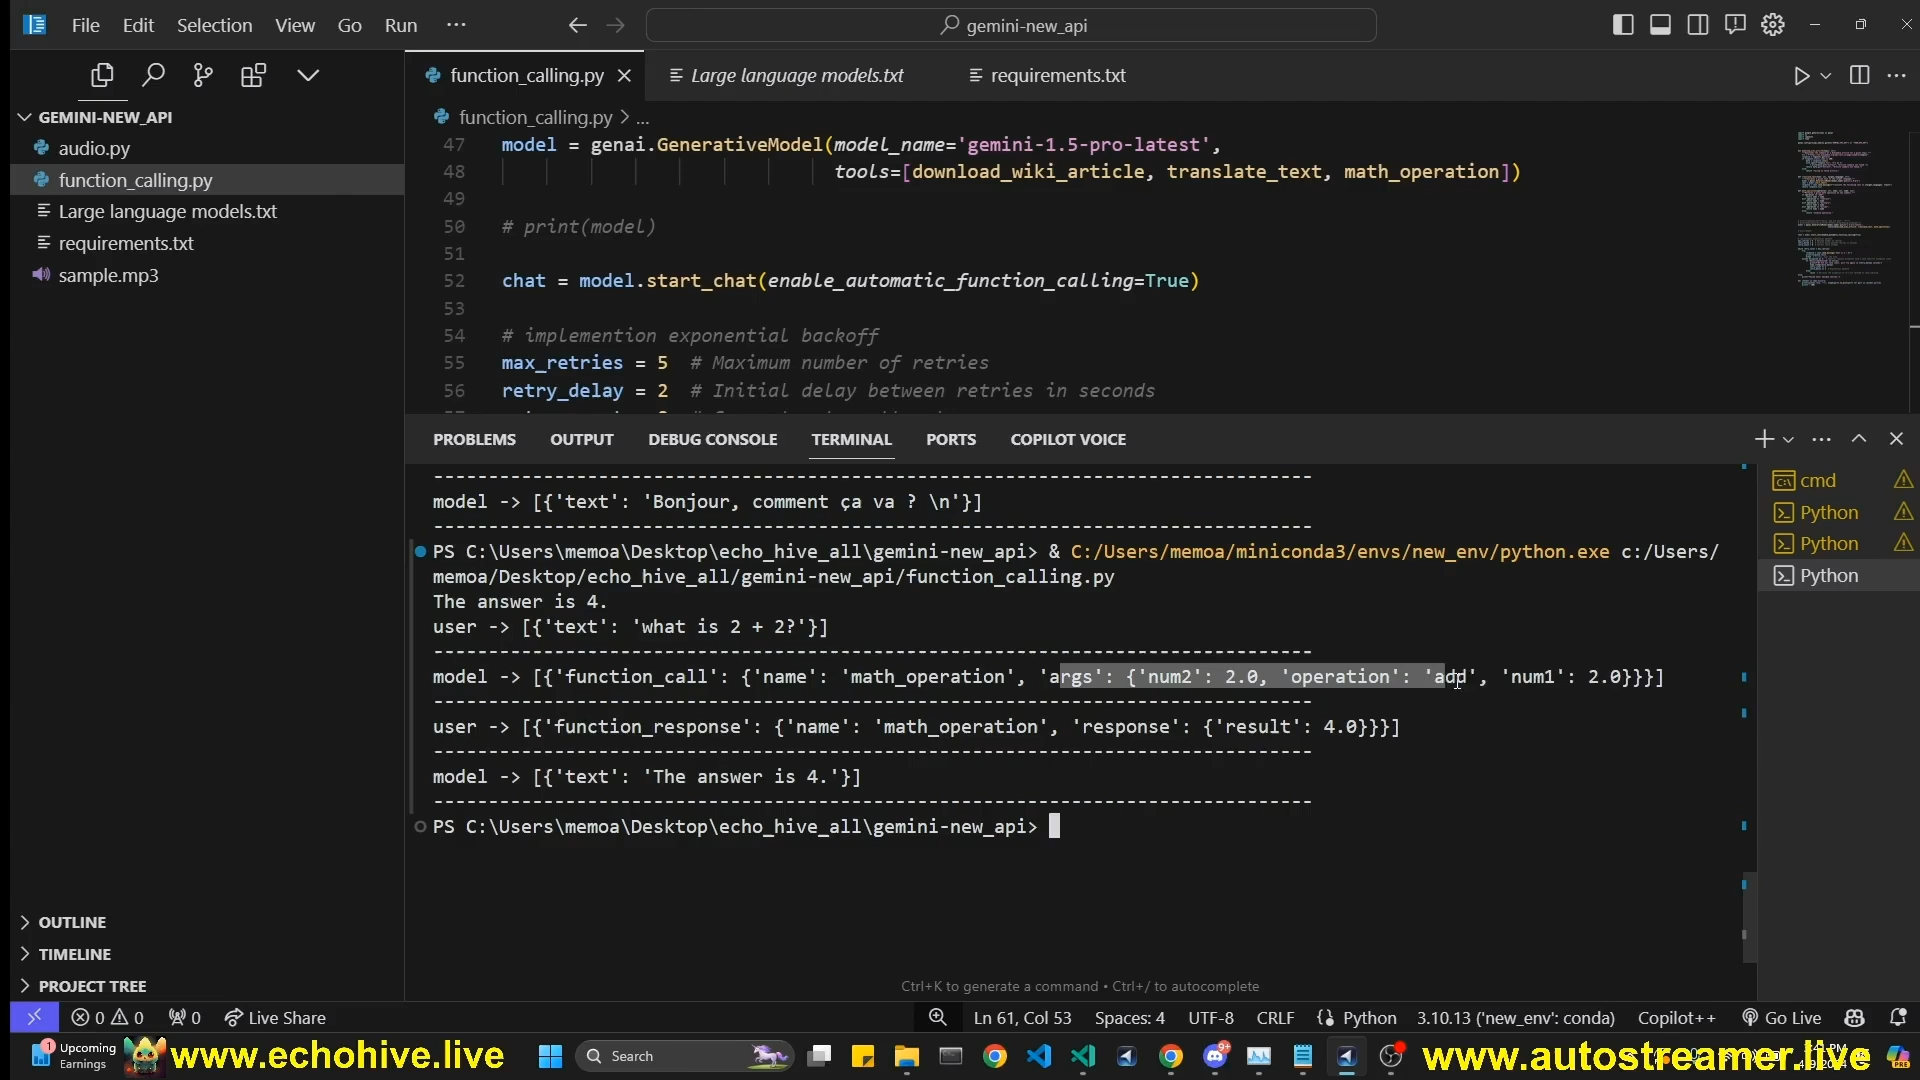 File Edit Selection View Go Run ···
gemini-new_api
GEMINI-NEW_API
audio.py
function_calling.py
Large language models.txt
requirements.txt
sample.mp3
OUTLINE
TIMELINE
PROJECT TREE
function_calling.py Large language models.txt requirements.txt
function_calling.py > ...
47 model = genai.GenerativeModel(model_name='gemini-1.5-pro-latest',
48 tools=[download_wiki_article, translate_text, math_operation])
49
50 # print(model)
51
52 chat = model.start_chat(enable_automatic_function_calling=True)
53
54 # implemention exponential backoff
55 max_retries = 5 # Maximum number of retries
56 retry_delay = 2 # Initial delay between retries in seconds
PROBLEMS OUTPUT DEBUG CONSOLE TERMINAL PORTS COPILOT VOICE
--------------------------------------------------------------------------------
model -> [{'text': 'Bonjour, comment ça va ? \n'}]
--------------------------------------------------------------------------------
PS C:\Users\memoa\Desktop\echo_hive_all\gemini-new_api> & C:/Users/memoa/miniconda3/envs/new_env/python.exe c:/Users/
memoa/Desktop/echo_hive_all/gemini-new_api/function_calling.py
The answer is 4.
user -> [{'text': 'what is 2 + 2?'}]
--------------------------------------------------------------------------------
model -> [{'function_call': {'name': 'math_operation', 'args': {'num2': 2.0, 'operation': 'add', 'num1': 2.0}}}]
--------------------------------------------------------------------------------
user -> [{'function_response': {'name': 'math_operation', 'response': {'result': 4.0}}}]
--------------------------------------------------------------------------------
model -> [{'text': 'The answer is 4.'}]
--------------------------------------------------------------------------------
PS C:\Users\memoa\Desktop\echo_hive_all\gemini-new_api>
cmd
Python
Python
Python
Ctrl+K to generate a command • Ctrl+/ to autocomplete
0 0 0 Live Share Ln 61, Col 53 Spaces: 4 UTF-8 CRLF Python 3.10.13 ('new_env': conda) Copilot++ Go Live
1 Upcoming
Earnings
www.echohive.live
Search
9+
www.autostreamer.live
PRE